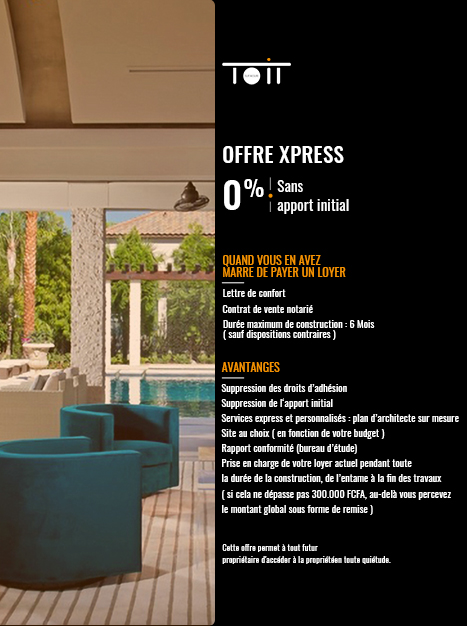 TOIT
OFFRE XPRESS
0% Sans
apport initial
QUAND VOUS EN AVEZ
MARRE DE PAYER UN LOYER
Lettre de confort
Contrat de vente notarié
Durée maximum de construction : 6 Mois
( sauf dispositions contraires )
AVANTANGES
Suppression des droits d'adhésion
Suppression de l'apport initial
Services express et personnalisés : plan d'architecte sur mesure
Site au choix ( en fonction de votre budget )
Rapport conformité (bureau d'étude)
Prise en charge de votre loyer actuel pendant toute
la durée de la construction, de l'entame à la fin des travaux
( si cela ne dépasse pas 300.000 FCFA, au-delà vous percevez
le montant global sous forme de remise )
Cette offre permet à tout futur
propriétaire d'accéder à la propriétéen toute quiétude.